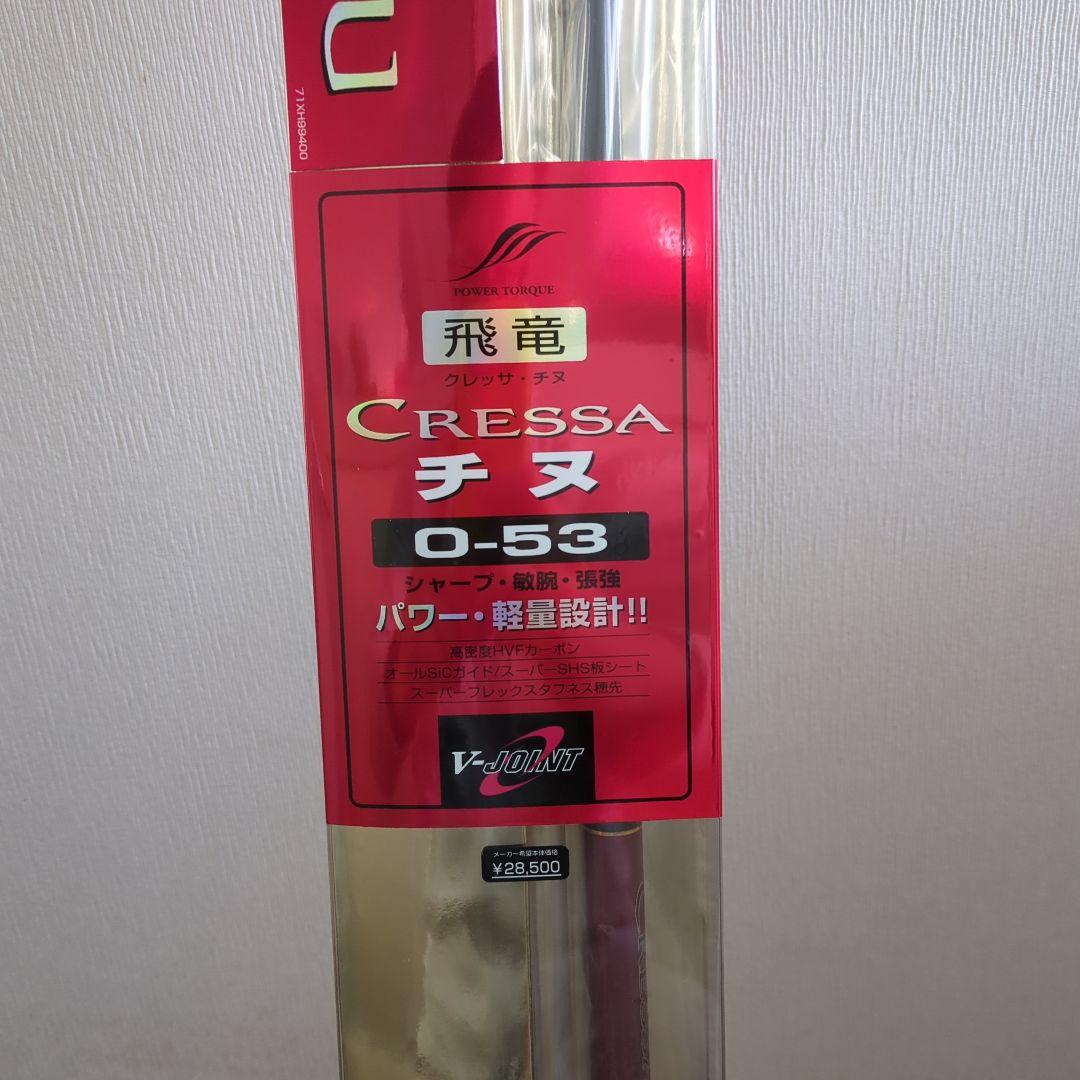 71XH99400
POWER TORQUE
飛竜
クレッサ・チヌ
CRESSA
チヌ
0-53
シャープ・敏腕・張強
パワー・軽量設計!!
高密度HVFカーボン
オールSiCガイド/スーパーSHS板シート
スーパーフレックスタフネス穂先
V-JOINT
メーカー希望本体価格
¥28,500